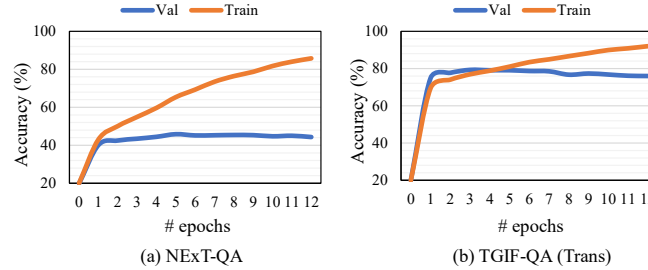 Val Train
100
80
60
40
20
Accuracy (%)
0 1 2 3 4 5 6 7 8 9 10 11 12
# epochs
(a) NExT-QA
Val Train
100
80
60
40
20
Accuracy (%)
0 1 2 3 4 5 6 7 8 9 10 11 12
# epochs
(b) TGIF-QA (Trans)